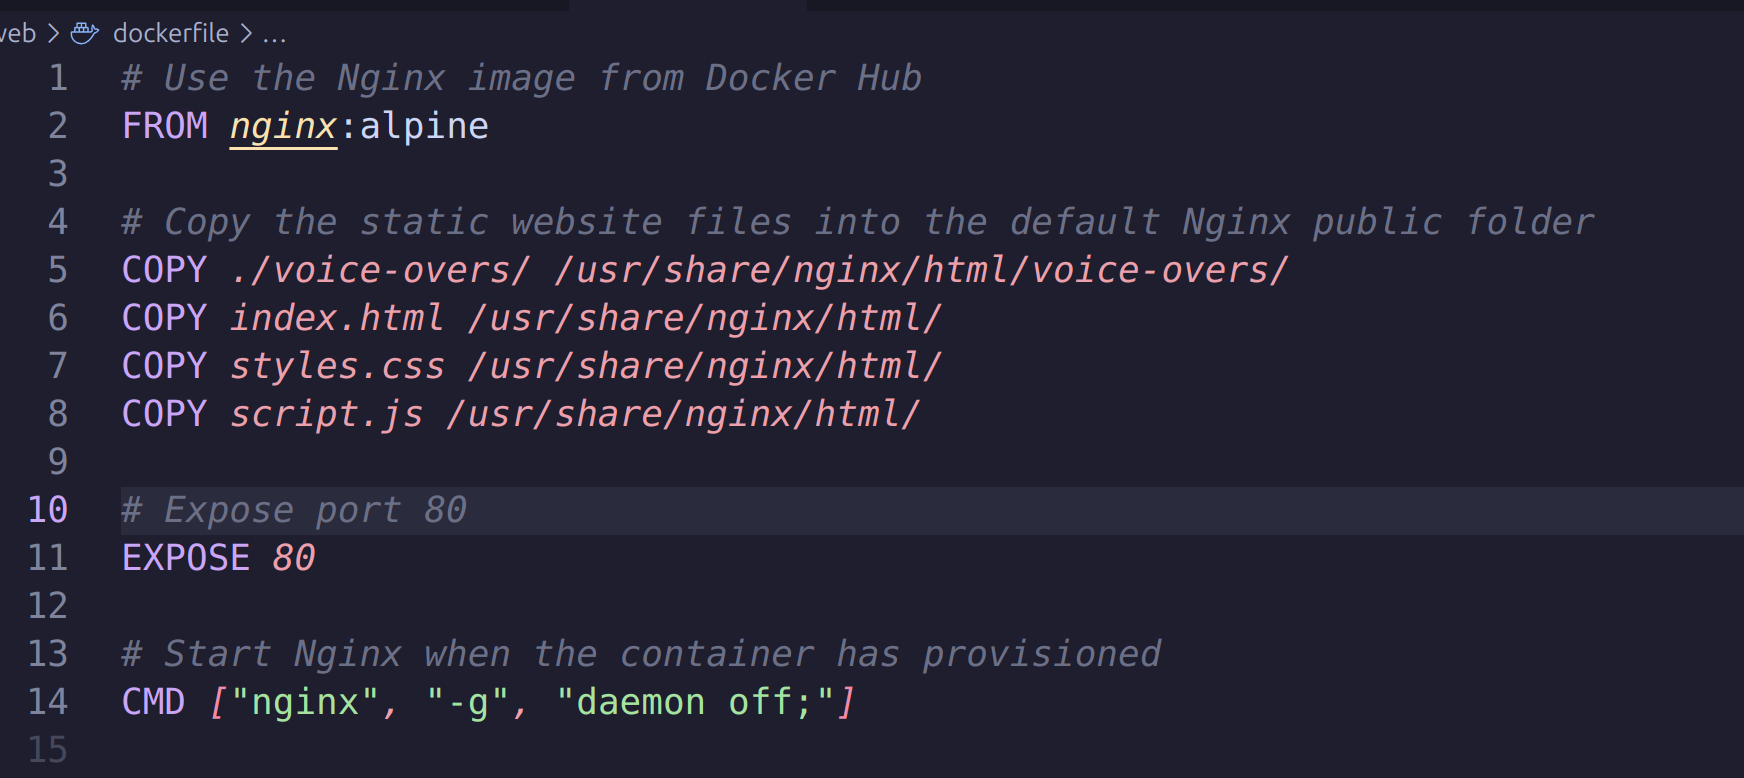 web > dockerfile > ...
1 # Use the Nginx image from Docker Hub
2 FROM nginx:alpine
3
4 # Copy the static website files into the default Nginx public folder
5 COPY ./voice-overs/ /usr/share/nginx/html/voice-overs/
6 COPY index.html /usr/share/nginx/html/
7 COPY styles.css /usr/share/nginx/html/
8 COPY script.js /usr/share/nginx/html/
9
10 # Expose port 80
11 EXPOSE 80
12
13 # Start Nginx when the container has provisioned
14 CMD ["nginx", "-g", "daemon off;"]
15